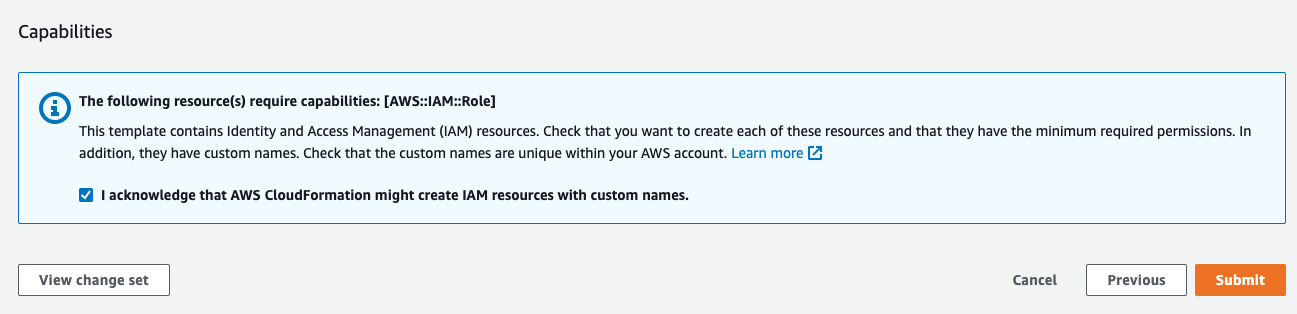 Capabilities
The following resource(s) require capabilities: [AWS::IAM::Role]
This template contains Identity and Access Management (IAM) resources. Check that you want to create each of these resources and that they have the minimum required permissions. In
addition, they have custom names. Check that the custom names are unique within your AWS account. Learn more
I acknowledge that AWS CloudFormation might create IAM resources with custom names.
View change set
Cancel
Previous
Submit